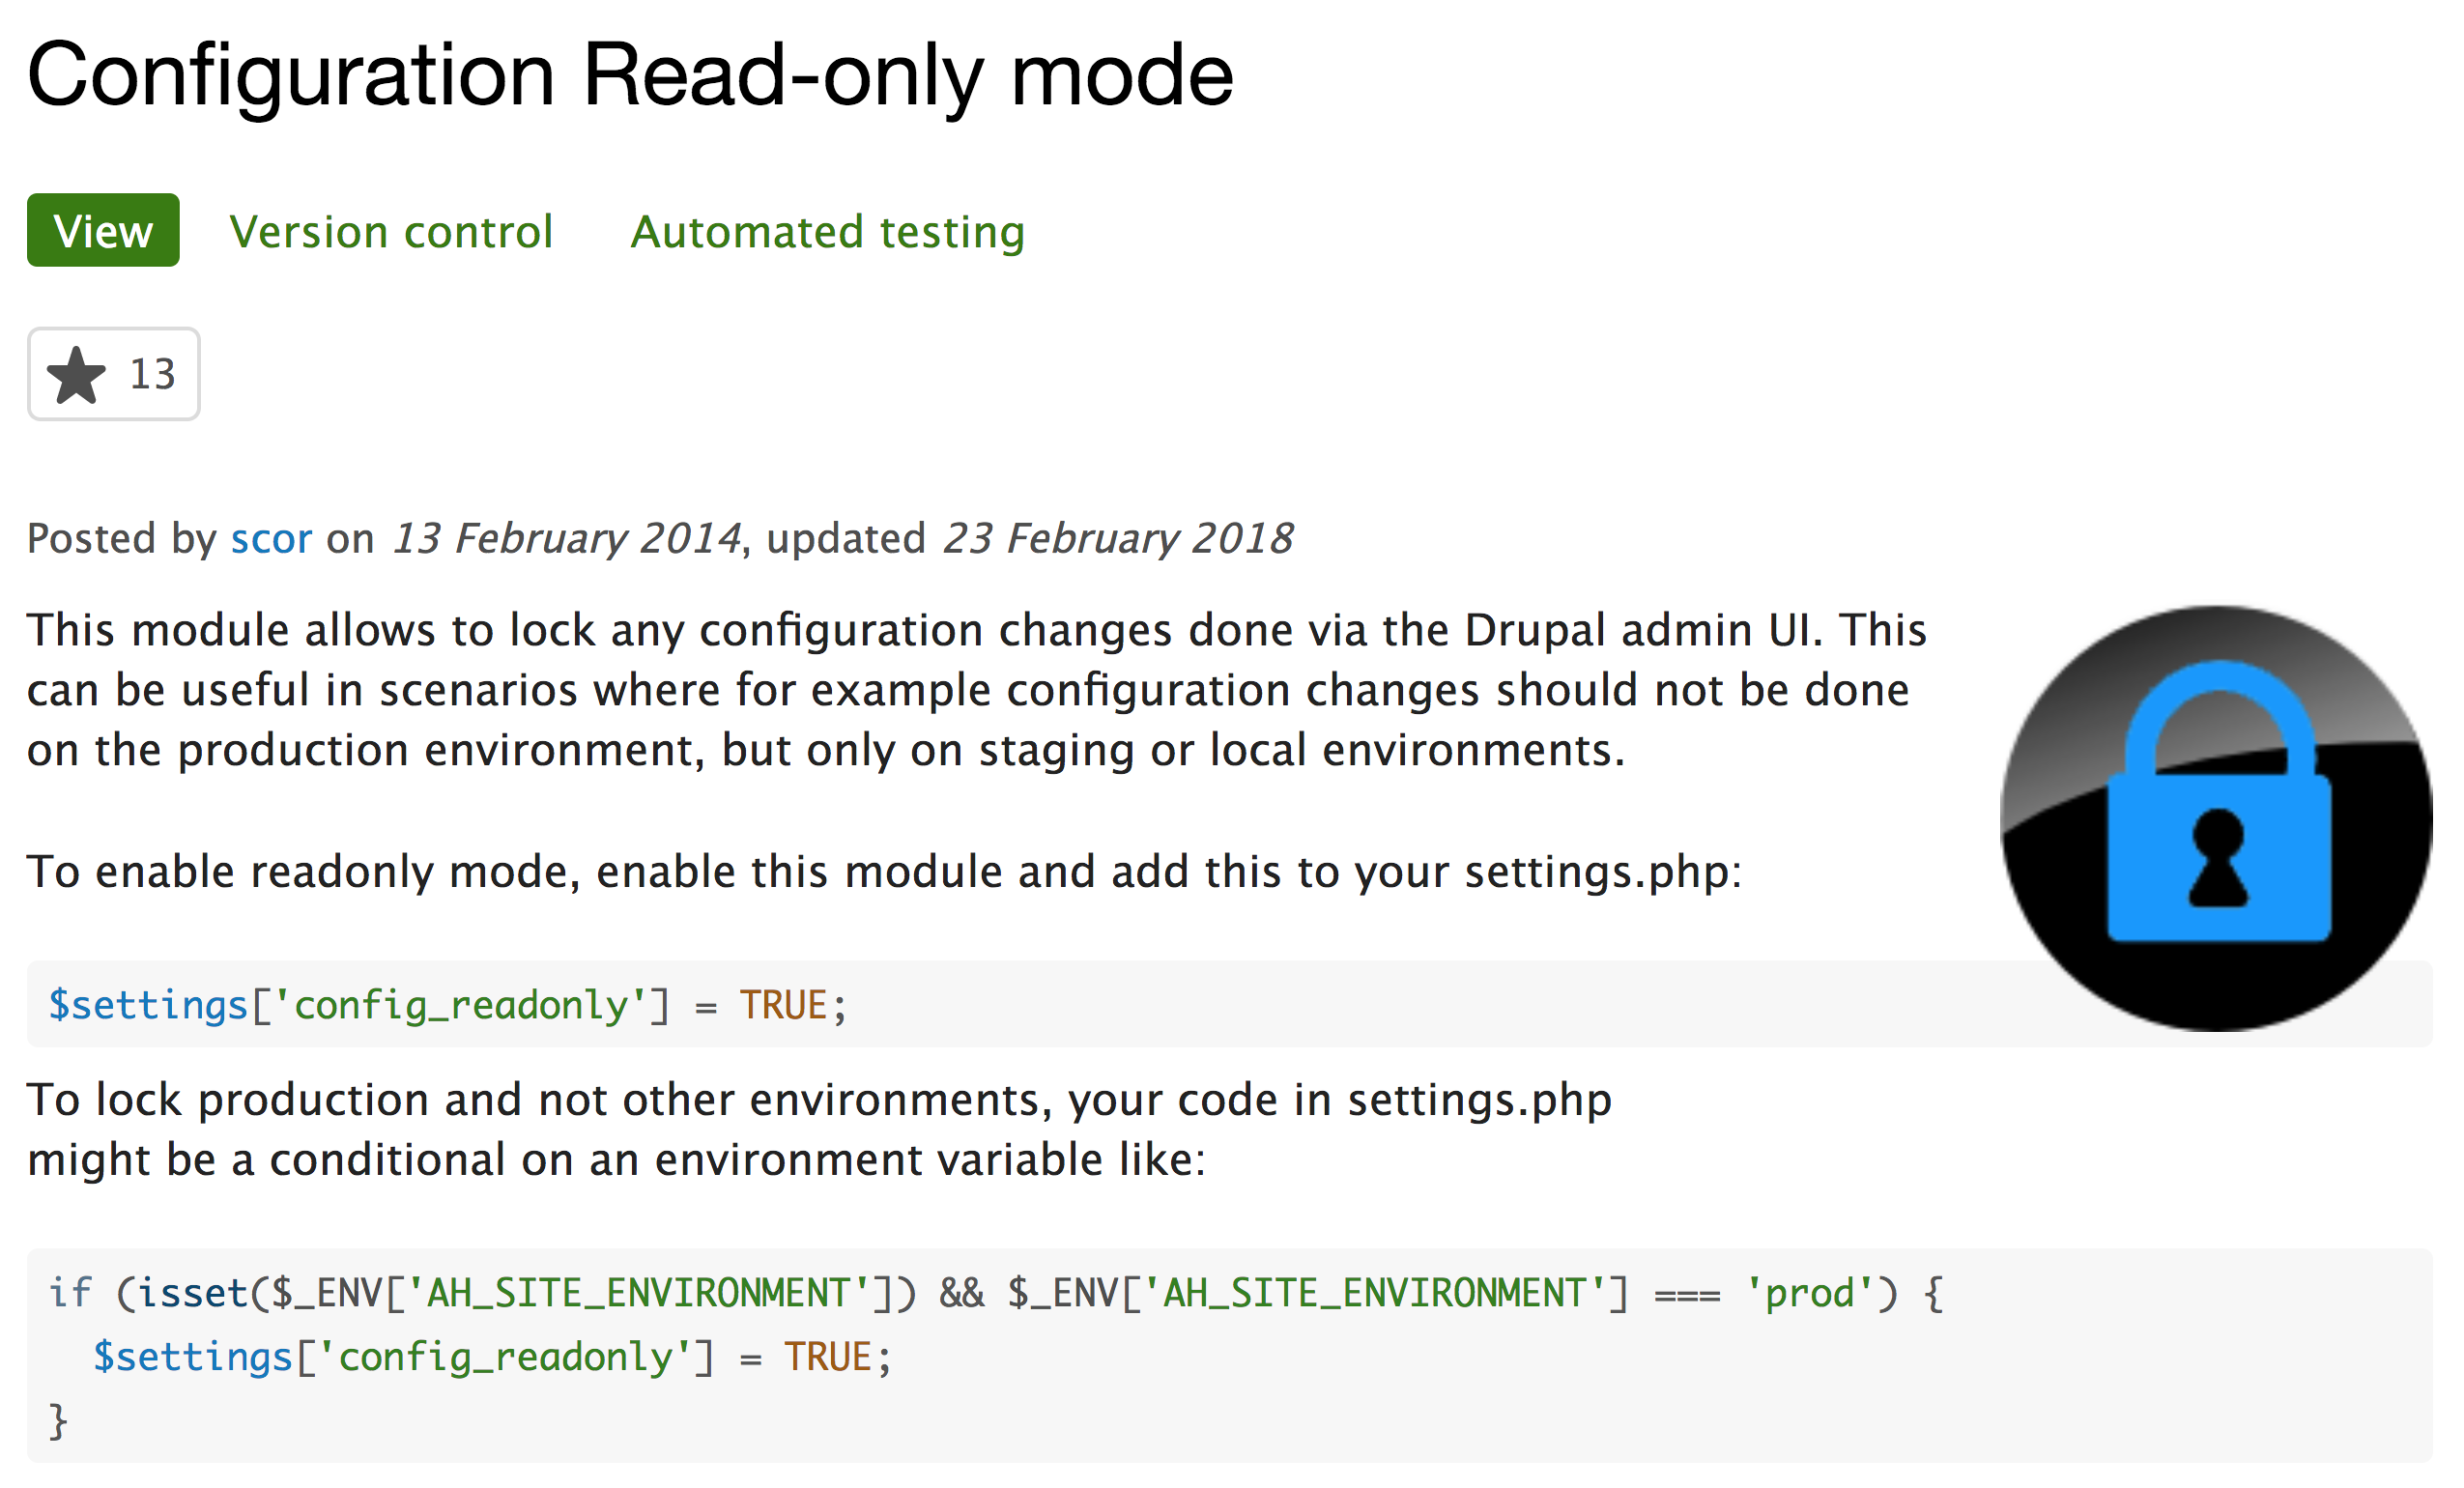 Configuration Read-only mode
View Version control Automated testing
13
Posted by scor on 13 February 2014, updated 23 February 2018
This module allows to lock any configuration changes done via the Drupal admin UI. This
can be useful in scenarios where for example configuration changes should not be done
on the production environment, but only on staging or local environments.
To enable readonly mode, enable this module and add this to your settings.php:
$settings['config_readonly'] = TRUE;
To lock production and not other environments, your code in settings.php
might be a conditional on an environment variable like:
if (isset($_ENV['AH_SITE_ENVIRONMENT']) && $_ENV['AH_SITE_ENVIRONMENT'] === 'prod') {
  $settings['config_readonly'] = TRUE;
}